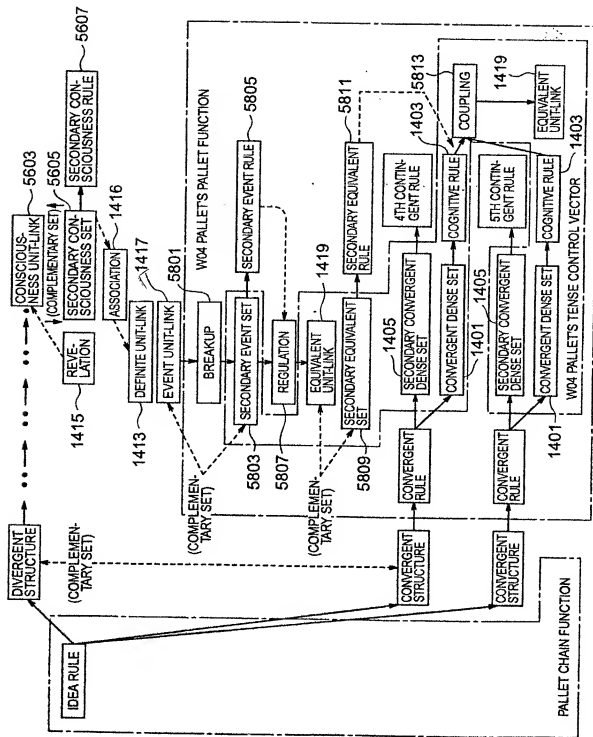 IDEA RULE
PALLET CHAIN FUNCTION
DIVERGENT
STRUCTURE
(COMPLEMEN-
TARY SET)
CONVERGENT
STRUCTURE
CONVERGENT
STRUCTURE
REVE-
LATION
1415
CONSCIOUS-
NESS UNIT-LINK
5603
(COMPLEMENTARY SET)
5605
SECONDARY CON-
SCIOUSNESS SET
SECONDARY CON-
SCIOUSNESS RULE
5607
ASSOCIATION
1416
DEFINITE UNIT-LINK
1413
EVENT UNIT-LINK
1417
W04 PALLET'S PALLET FUNCTION
BREAKUP
5801
(COMPLEMEN-
TARY SET)
SECONDARY EVENT SET
5803
SECONDARY EVENT RULE
5805
REGULATION
5807
EQUIVALENT UNIT-LINK
1419
(COMPLEMEN-
TARY SET)
SECONDARY EQUIVALENT
SET
5809
SECONDARY EQUIVALENT
RULE
5811
CONVERGENT
RULE
1405
SECONDARY CONVERGENT
DENSE SET
4TH CONTIN-
GENT RULE
CONVERGENT DENSE SET
1401
COGNITIVE RULE
1403
COUPLING
5813
EQUIVALENT
UNIT-LINK
1419
CONVERGENT
RULE
1405
SECONDARY CONVERGENT
DENSE SET
5TH CONTIN-
GENT RULE
CONVERGENT DENSE SET
1401
COGNITIVE RULE
1403
W04 PALLET'S TENSE CONTROL VECTOR